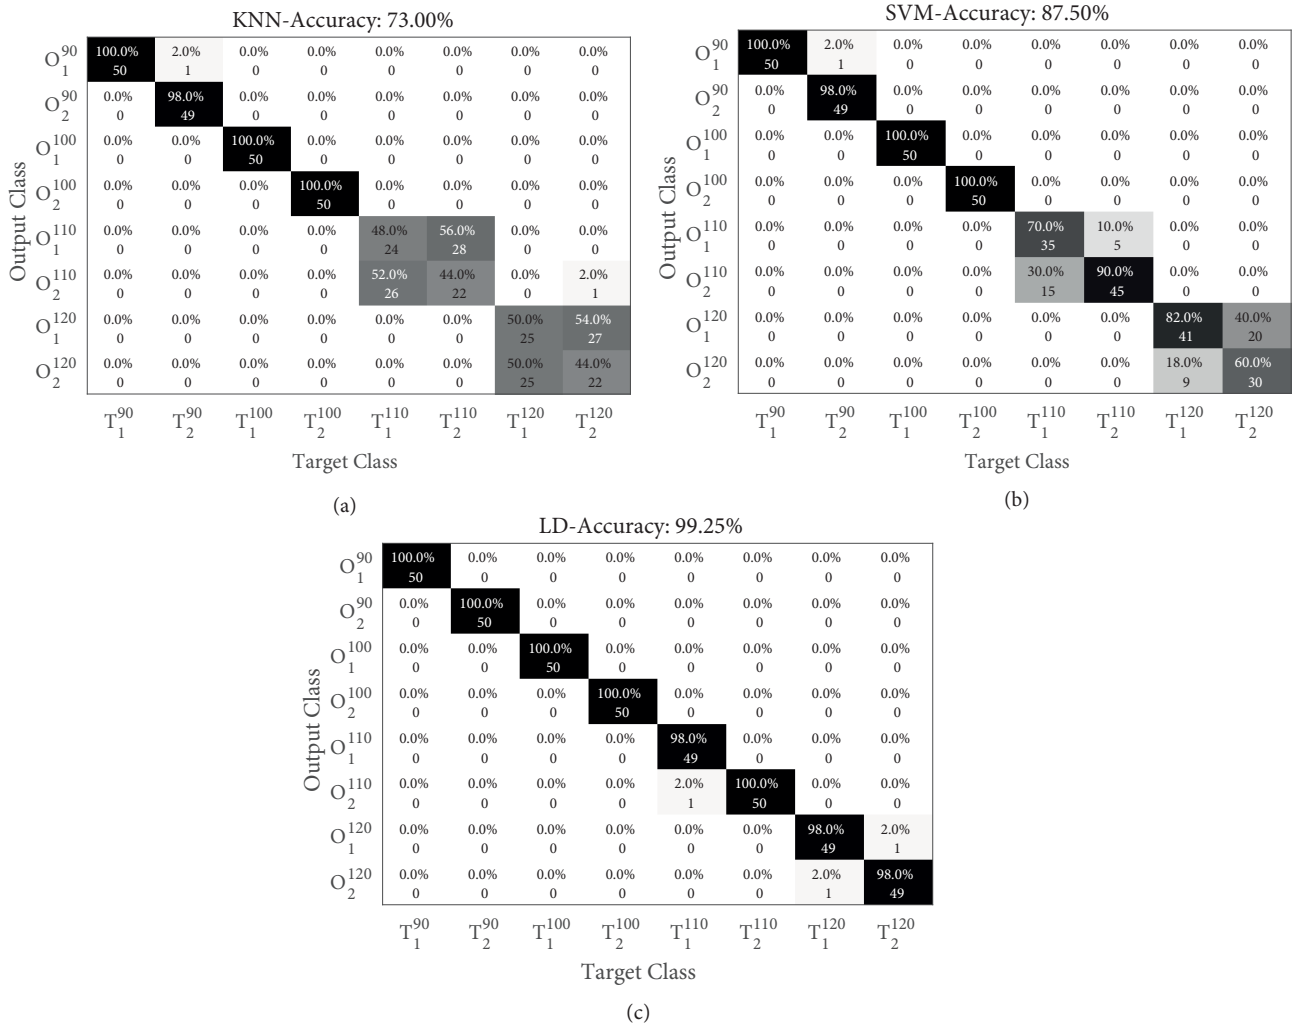 KNN-Accuracy: 73.00%
O₁⁹⁰ 100.0% 2.0% 0.0% 0.0% 0.0% 0.0% 0.0% 0.0%
50 1 0 0 0 0 0 0
O₂⁹⁰ 0.0% 98.0% 0.0% 0.0% 0.0% 0.0% 0.0% 0.0%
0 49 0 0 0 0 0 0
O₁¹⁰⁰ 0.0% 0.0% 100.0% 0.0% 0.0% 0.0% 0.0% 0.0%
0 0 50 0 0 0 0 0
O₂¹⁰⁰ 0.0% 0.0% 0.0% 100.0% 0.0% 0.0% 0.0% 0.0%
0 0 0 50 0 0 0 0
O₁¹¹⁰ 0.0% 0.0% 0.0% 0.0% 48.0% 56.0% 0.0% 0.0%
0 0 0 0 24 28 0 0
O₂¹¹⁰ 0.0% 0.0% 0.0% 0.0% 52.0% 44.0% 0.0% 2.0%
0 0 0 0 26 22 0 1
O₁¹²⁰ 0.0% 0.0% 0.0% 0.0% 0.0% 0.0% 50.0% 54.0%
0 0 0 0 0 0 25 27
O₂¹²⁰ 0.0% 0.0% 0.0% 0.0% 0.0% 0.0% 50.0% 44.0%
0 0 0 0 0 0 25 22
Output Class
T₁⁹⁰ T₂⁹⁰ T₁¹⁰⁰ T₂¹⁰⁰ T₁¹¹⁰ T₂¹¹⁰ T₁¹²⁰ T₂¹²⁰
Target Class
(a)
SVM-Accuracy: 87.50%
O₁⁹⁰ 100.0% 2.0% 0.0% 0.0% 0.0% 0.0% 0.0% 0.0%
50 1 0 0 0 0 0 0
O₂⁹⁰ 0.0% 98.0% 0.0% 0.0% 0.0% 0.0% 0.0% 0.0%
0 49 0 0 0 0 0 0
O₁¹⁰⁰ 0.0% 0.0% 100.0% 0.0% 0.0% 0.0% 0.0% 0.0%
0 0 50 0 0 0 0 0
O₂¹⁰⁰ 0.0% 0.0% 0.0% 100.0% 0.0% 0.0% 0.0% 0.0%
0 0 0 50 0 0 0 0
O₁¹¹⁰ 0.0% 0.0% 0.0% 0.0% 70.0% 10.0% 0.0% 0.0%
0 0 0 0 35 5 0 0
O₂¹¹⁰ 0.0% 0.0% 0.0% 0.0% 30.0% 90.0% 0.0% 0.0%
0 0 0 0 15 45 0 0
O₁¹²⁰ 0.0% 0.0% 0.0% 0.0% 0.0% 0.0% 82.0% 40.0%
0 0 0 0 0 0 41 20
O₂¹²⁰ 0.0% 0.0% 0.0% 0.0% 0.0% 0.0% 18.0% 60.0%
0 0 0 0 0 0 9 30
Output Class
T₁⁹⁰ T₂⁹⁰ T₁¹⁰⁰ T₂¹⁰⁰ T₁¹¹⁰ T₂¹¹⁰ T₁¹²⁰ T₂¹²⁰
Target Class
(b)
LD-Accuracy: 99.25%
O₁⁹⁰ 100.0% 0.0% 0.0% 0.0% 0.0% 0.0% 0.0% 0.0%
50 0 0 0 0 0 0 0
O₂⁹⁰ 0.0% 100.0% 0.0% 0.0% 0.0% 0.0% 0.0% 0.0%
0 50 0 0 0 0 0 0
O₁¹⁰⁰ 0.0% 0.0% 100.0% 0.0% 0.0% 0.0% 0.0% 0.0%
0 0 50 0 0 0 0 0
O₂¹⁰⁰ 0.0% 0.0% 0.0% 100.0% 0.0% 0.0% 0.0% 0.0%
0 0 0 50 0 0 0 0
O₁¹¹⁰ 0.0% 0.0% 0.0% 0.0% 98.0% 0.0% 0.0% 0.0%
0 0 0 0 49 0 0 0
O₂¹¹⁰ 0.0% 0.0% 0.0% 0.0% 2.0% 100.0% 0.0% 0.0%
0 0 0 0 1 50 0 0
O₁¹²⁰ 0.0% 0.0% 0.0% 0.0% 0.0% 0.0% 98.0% 2.0%
0 0 0 0 0 0 49 1
O₂¹²⁰ 0.0% 0.0% 0.0% 0.0% 0.0% 0.0% 2.0% 98.0%
0 0 0 0 0 0 1 49
Output Class
T₁⁹⁰ T₂⁹⁰ T₁¹⁰⁰ T₂¹⁰⁰ T₁¹¹⁰ T₂¹¹⁰ T₁¹²⁰ T₂¹²⁰
Target Class
(c)